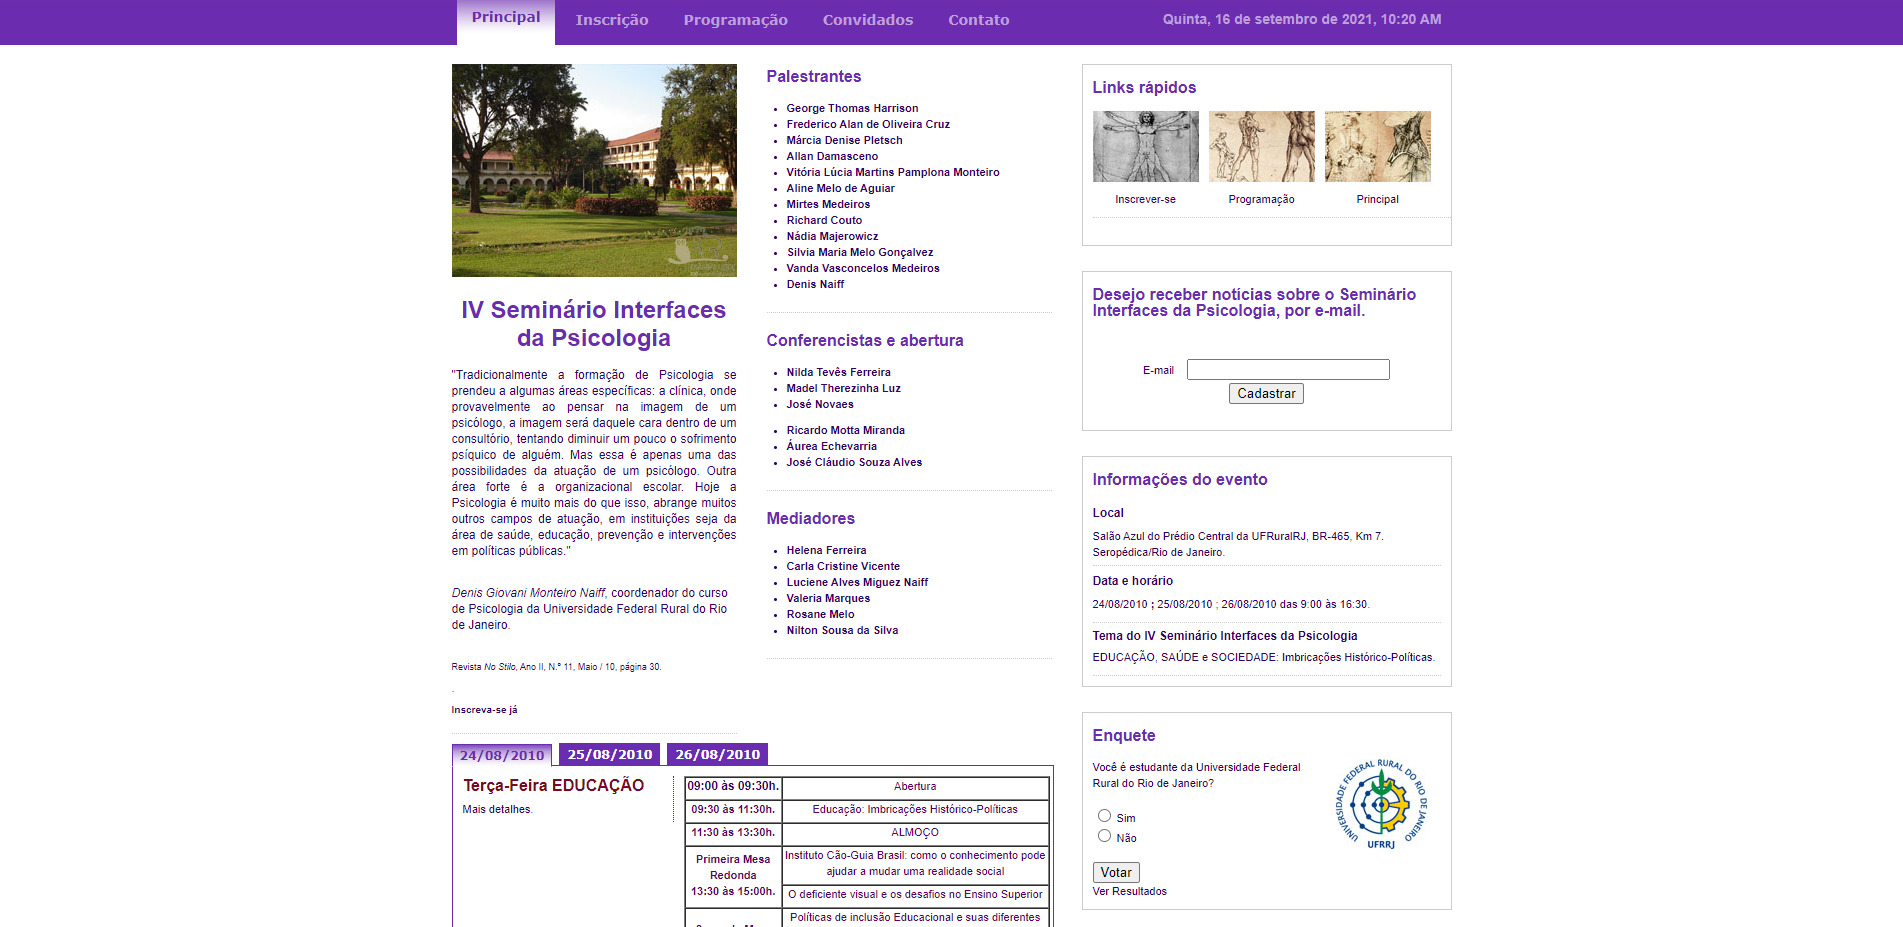 Principal Inscrição Programação Convidados Contato Quinta, 16 de setembro de 2021, 10:20 AM
IV Seminário Interfaces
da Psicologia
"Tradicionalmente a formação de Psicologia se
prendeu a algumas áreas específicas: a clínica, onde
provavelmente ao pensar na imagem de um
psicólogo, a imagem será daquele cara dentro de um
consultório, tentando diminuir um pouco o sofrimento
psíquico de alguém. Mas essa é apenas uma das
possibilidades da atuação de um psicólogo. Outra
área forte é a organizacional escolar. Hoje a
Psicologia é muito mais do que isso, abrange muitos
outros campos de atuação, em instituições seja da
área de saúde, educação, prevenção e intervenções
em políticas públicas."
Denis Giovani Monteiro Naiff, coordenador do curso
de Psicologia da Universidade Federal Rural do Rio
de Janeiro.
Revista No Stilo, Ano II, N.º 11, Maio / 10, página 30.
.
Inscreva-se já
Palestrantes
George Thomas Harrison
Frederico Alan de Oliveira Cruz
Márcia Denise Pletsch
Allan Damasceno
Vitória Lúcia Martins Pamplona Monteiro
Aline Melo de Aguiar
Mirtes Medeiros
Richard Couto
Nádia Majerowicz
Silvia Maria Melo Gonçalvez
Vanda Vasconcelos Medeiros
Denis Naiff
Conferencistas e abertura
Nilda Tevês Ferreira
Madel Therezinha Luz
José Novaes
Ricardo Motta Miranda
Áurea Echevarria
José Cláudio Souza Alves
Mediadores
Helena Ferreira
Carla Cristine Vicente
Luciene Alves Miguez Naiff
Valeria Marques
Rosane Melo
Nilton Sousa da Silva
24/08/2010 25/08/2010 26/08/2010
Terça-Feira EDUCAÇÃO
Mais detalhes.
09:00 às 09:30h. Abertura
09:30 às 11:30h. Educação: Imbricações Histórico-Políticas
11:30 às 13:30h. ALMOÇO
Primeira Mesa
Redonda
13:30 às 15:00h.
Instituto Cão-Guia Brasil: como o conhecimento pode
ajudar a mudar uma realidade social
O deficiente visual e os desafios no Ensino Superior
Políticas de inclusão Educacional e suas diferentes
Links rápidos
Inscrever-se Programação Principal
Desejo receber notícias sobre o Seminário
Interfaces da Psicologia, por e-mail.
E-mail
Cadastrar
Informações do evento
Local
Salão Azul do Prédio Central da UFRuralRJ, BR-465, Km 7.
Seropédica/Rio de Janeiro.
Data e horário
24/08/2010 ; 25/08/2010 ; 26/08/2010 das 9:00 às 16:30.
Tema do IV Seminário Interfaces da Psicologia
EDUCAÇÃO, SAÚDE e SOCIEDADE: Imbricações Histórico-Políticas.
Enquete
Você é estudante da Universidade Federal
Rural do Rio de Janeiro?
Sim
Não
Votar
Ver Resultados
UNIVERSIDADE FEDERAL RURAL DO RIO DE JANEIRO
UFRRJ